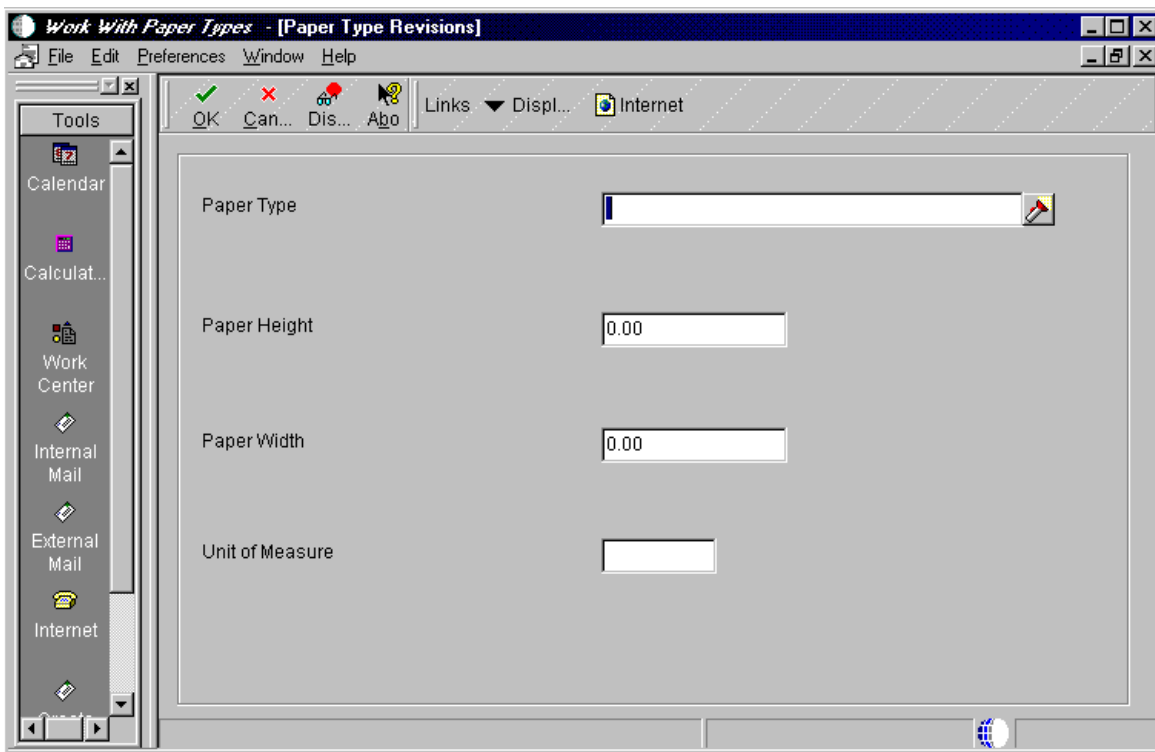 Work With Paper Types - [Paper Type Revisions]
File Edit Preferences Window Help
Tools
Calendar
Calculat...
Work
Center
Internal
Mail
External
Mail
Internet
OK Can... Dis... Abo Links Displ... Internet
Paper Type
Paper Height 0.00
Paper Width 0.00
Unit of Measure